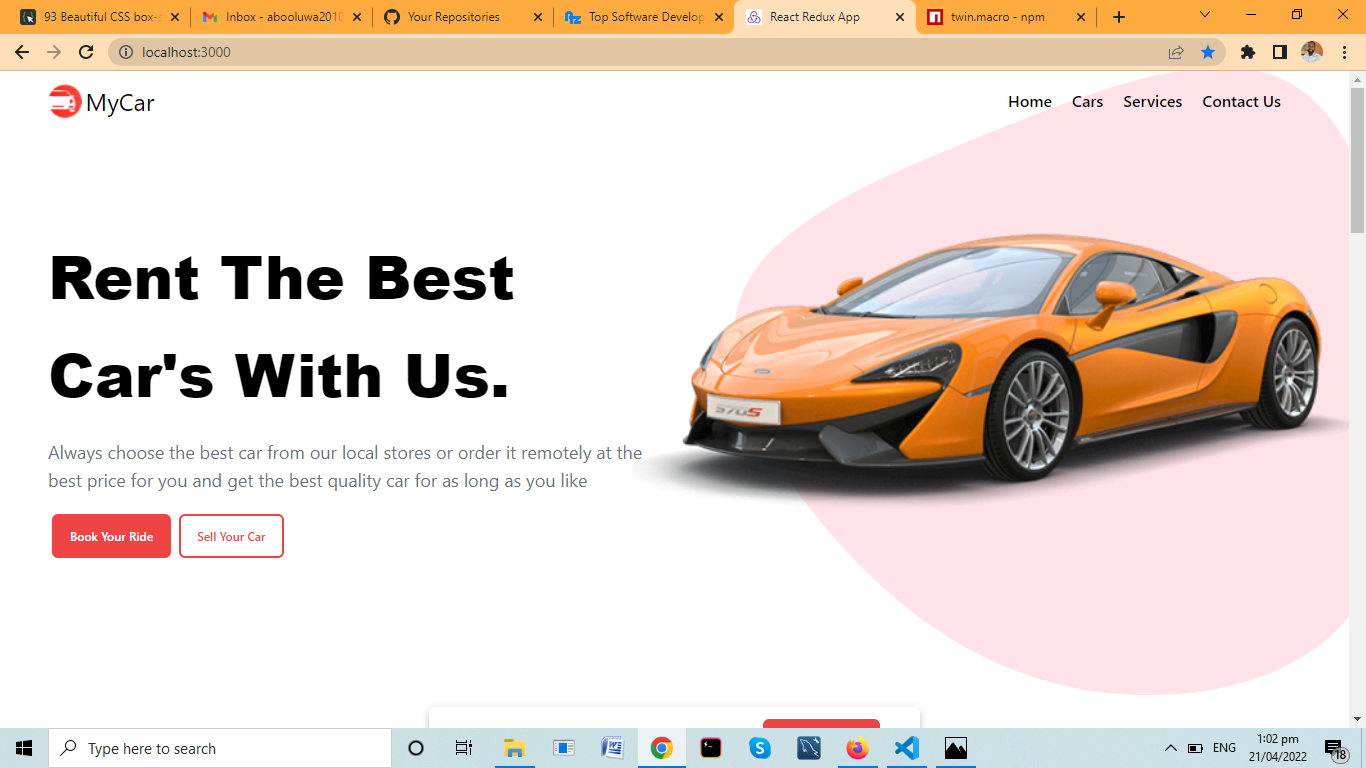 93 Beautiful CSS box-s
Inbox - abooluwa2010
Your Repositories
Top Software Develop
React Redux App
twin.macro - npm
localhost:3000
MyCar
Home
Cars
Services
Contact Us
Rent The Best
Car's With Us.
570S
Always choose the best car from our local stores or order it remotely at the
best price for you and get the best quality car for as long as you like
Book Your Ride
Sell Your Car
Type here to search
ENG
1:02 pm
21/04/2022
18